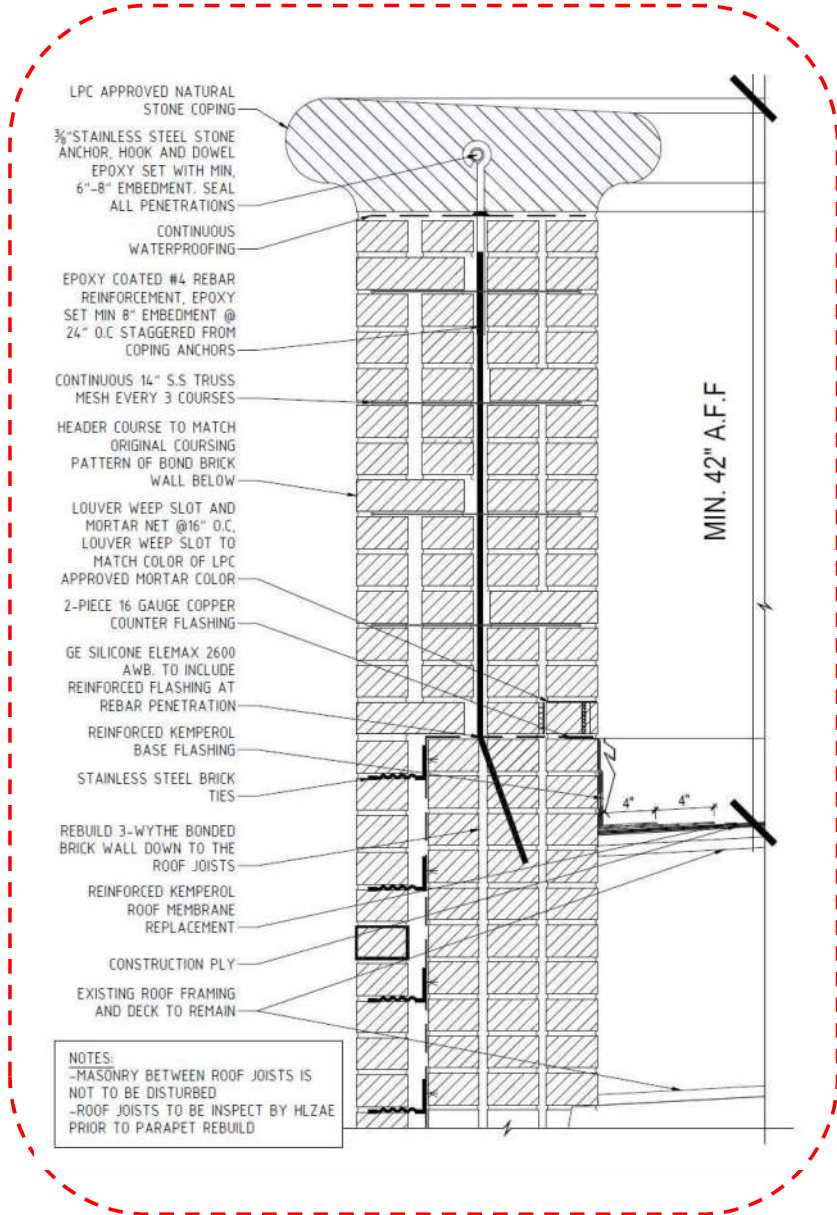 LPC APPROVED NATURAL
STONE COPING
⅜"STAINLESS STEEL STONE
ANCHOR, HOOK AND DOWEL
EPOXY SET WITH MIN,
6"-8" EMBEDMENT. SEAL
ALL PENETRATIONS
CONTINUOUS
WATERPROOFING
EPOXY COATED #4 REBAR
REINFORCEMENT, EPOXY
SET MIN 8" EMBEDMENT @
24" O.C STAGGERED FROM
COPING ANCHORS
CONTINUOUS 14" S.S TRUSS
MESH EVERY 3 COURSES
HEADER COURSE TO MATCH
ORIGINAL COURSING
PATTERN OF BOND BRICK
WALL BELOW
LOUVER WEEP SLOT AND
MORTAR NET @16" O.C,
LOUVER WEEP SLOT TO
MATCH COLOR OF LPC
APPROVED MORTAR COLOR
2-PIECE 16 GAUGE COPPER
COUNTER FLASHING
GE SILICONE ELEMAX 2600
AWB. TO INCLUDE
REINFORCED FLASHING AT
REBAR PENETRATION
REINFORCED KEMPEROL
BASE FLASHING
STAINLESS STEEL BRICK
TIES
REBUILD 3-WYTHE BONDED
BRICK WALL DOWN TO THE
ROOF JOISTS
REINFORCED KEMPEROL
ROOF MEMBRANE
REPLACEMENT
CONSTRUCTION PLY
EXISTING ROOF FRAMING
AND DECK TO REMAIN
NOTES:
-MASONRY BETWEEN ROOF JOISTS IS
NOT TO BE DISTURBED
-ROOF JOISTS TO BE INSPECT BY HLZAE
PRIOR TO PARAPET REBUILD
MIN. 42" A.F.F
4" 4"